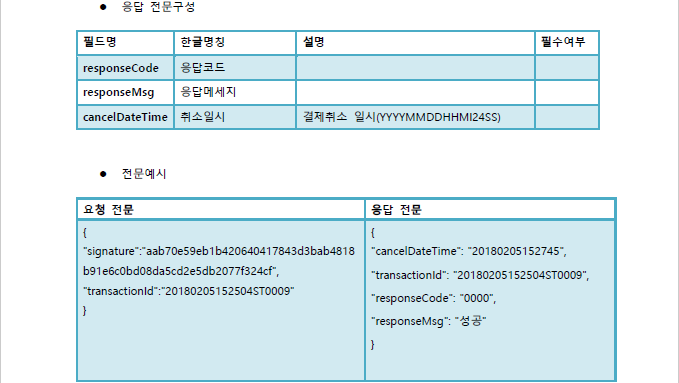 ● 응답 전문구성
필드명 한글명칭 설명 필수여부
responseCode 응답코드
responseMsg 응답메세지
cancelDateTime 취소일시 결제취소 일시(YYYYMMDDHHMI24SS)
● 전문예시
요청 전문 응답 전문
{
"signature":"aab70e59eb1b420640417843d3bab4818
b91e6c0bd08da5cd2e5db2077f324cf",
"transactionId":"20180205152504ST0009"
}
{
"cancelDateTime": "20180205152745",
"transactionId": "20180205152504ST0009",
"responseCode": "0000",
"responseMsg": "성공"
}